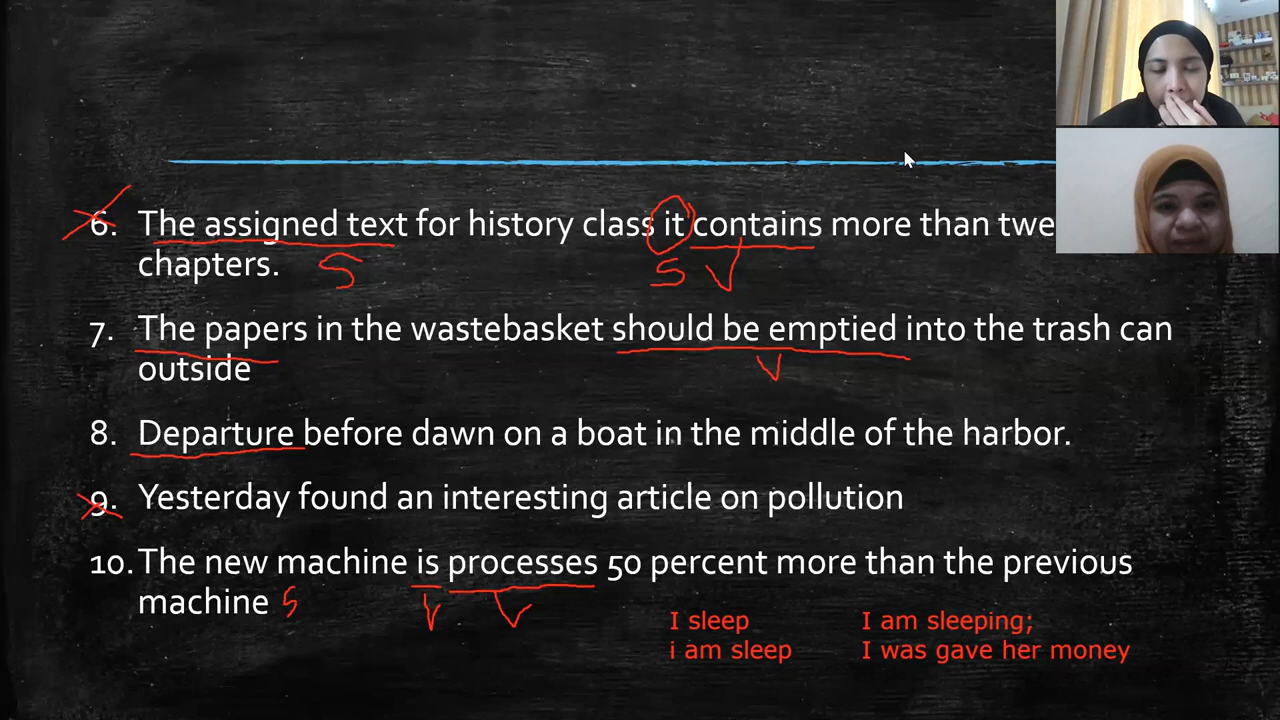 6. The assigned text for history class it contains more than twe
chapters.
S
S V
7. The papers in the wastebasket should be emptied into the trash can
outside
V
8. Departure before dawn on a boat in the middle of the harbor.
9. Yesterday found an interesting article on pollution
10. The new machine is processes 50 percent more than the previous
machine S
V V
I sleep I am sleeping;
i am sleep I was gave her money